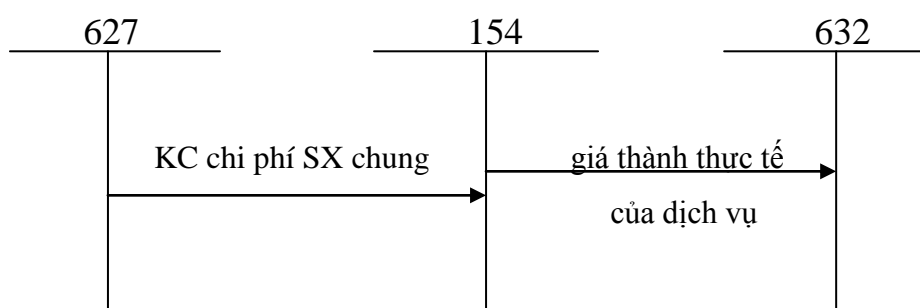 627 154 632
KC chi phí SX chung giá thành thực tế
của dịch vụ